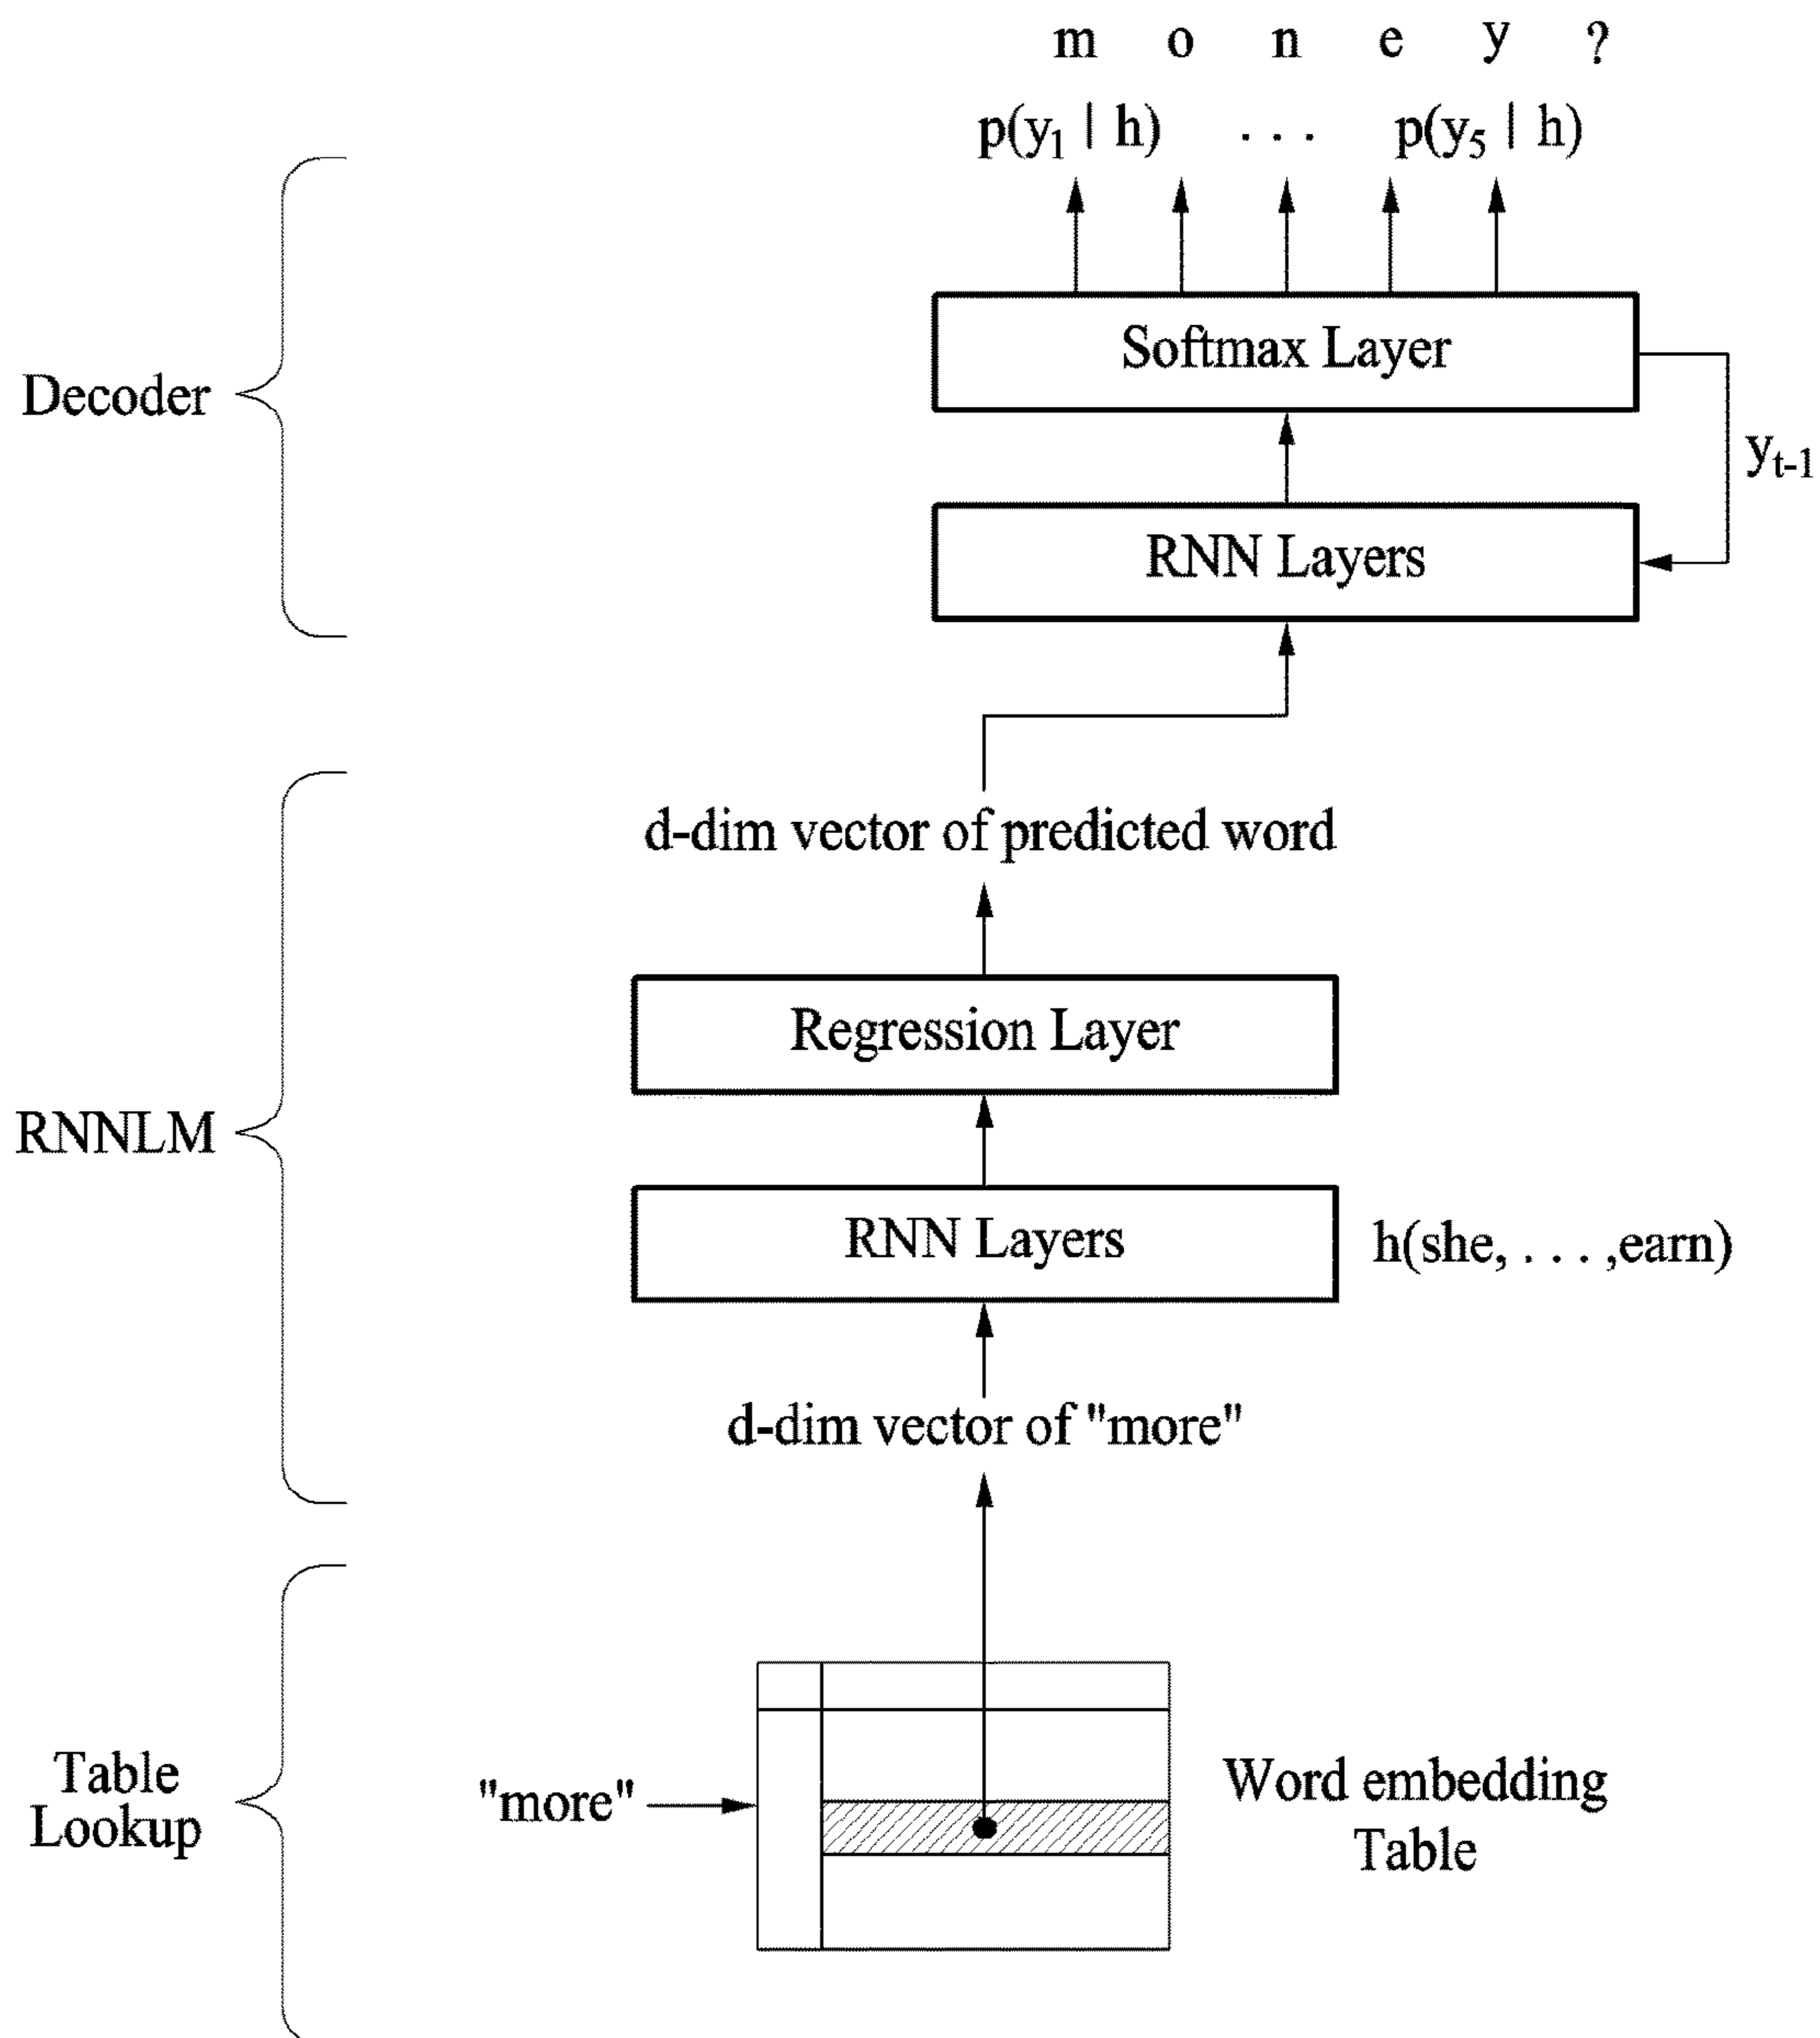 m o n e y ?
p(y₁ | h) . . . p(y₅ | h)
Softmax Layer
Decoder
yₜ₋₁
RNN Layers
d-dim vector of predicted word
Regression Layer
RNNLM
RNN Layers
h(she, . . . ,earn)
d-dim vector of "more"
Table
Lookup
"more"
Word embedding
Table